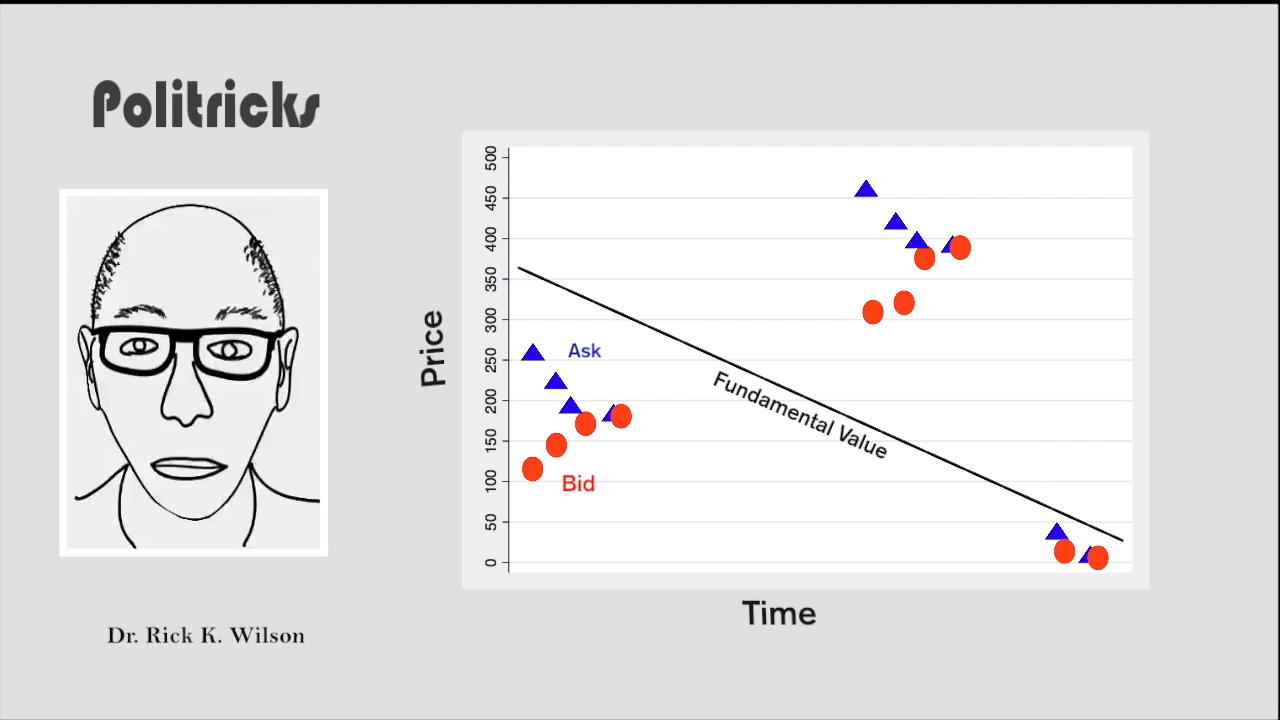 Politricks
500
450
400
350
300
250
200
150
100
50
0
Price
Ask
Bid
Fundamental Value
Time
Dr. Rick K. Wilson